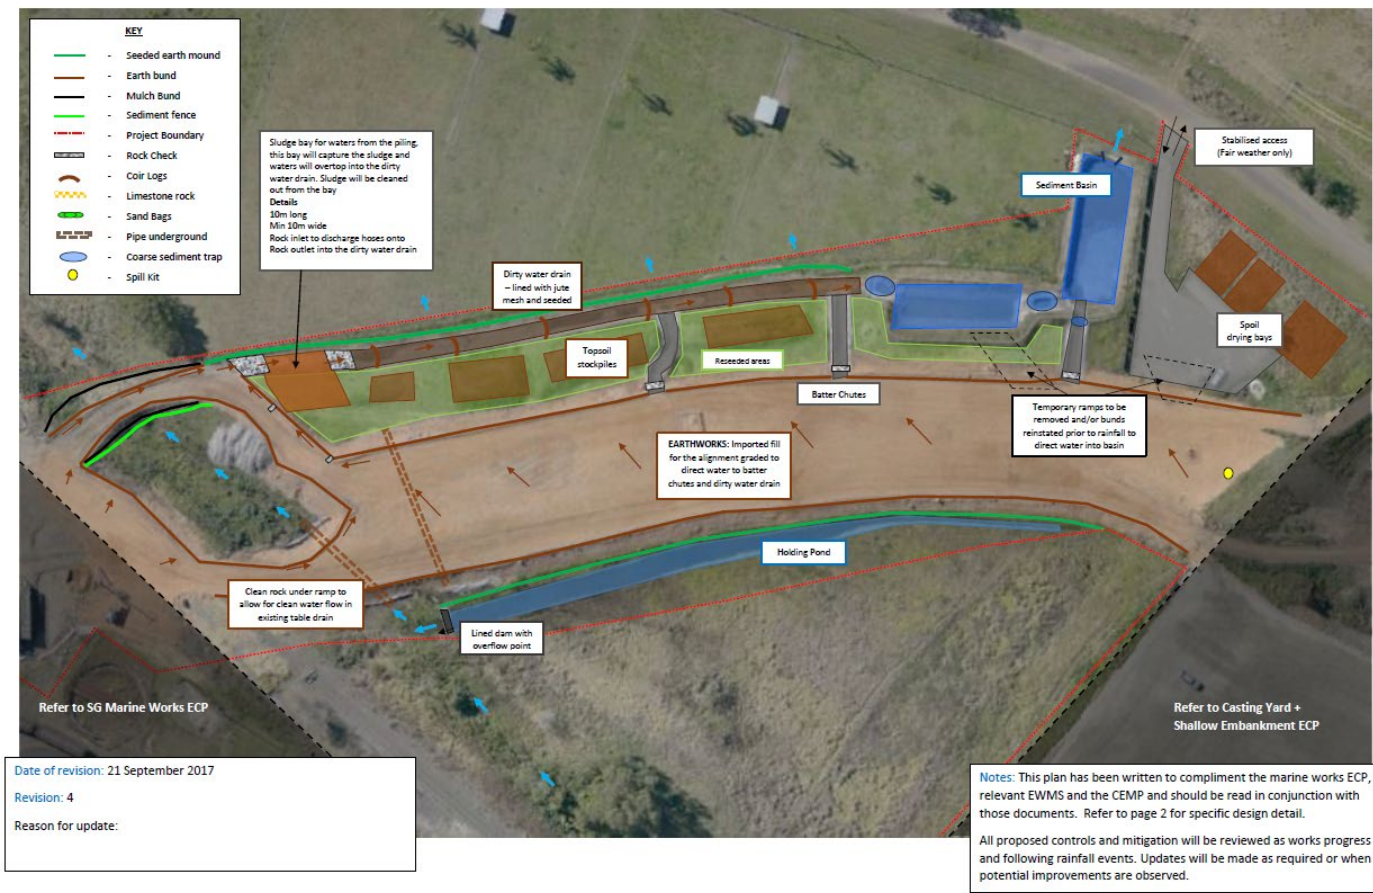 KEY
- Seeded earth mound
- Earth bund
- Mulch Bund
- Sediment fence
- Project Boundary
- Rock Check
- Coir Logs
- Limestone rock
- Sand Bags
- Pipe underground
- Coarse sediment trap
- Spill Kit
Sludge bay for waters from the piling,
this bay will capture the sludge and
waters will overtop into the dirty
water drain. Sludge will be cleaned
out from the bay
Details
10m long
Min 10m wide
Rock inlet to discharge hoses onto
Rock outlet into the dirty water drain
Stabilised access
(Fair weather only)
Sediment Basin
Dirty water drain
– lined with jute
mesh and seeded
Spoil
drying bays
Topsoil
stockpiles
Reseeded areas
Batter Chutes
Temporary ramps to be
removed and/or bunds
reinstated prior to rainfall to
direct water into basin
EARTHWORKS: Imported fill
for the alignment graded to
direct water to batter
chutes and dirty water drain
Holding Pond
Clean rock under ramp to
allow for clean water flow in
existing table drain
Lined dam with
overflow point
Refer to SG Marine Works ECP
Refer to Casting Yard +
Shallow Embankment ECP
Date of revision: 21 September 2017
Revision: 4
Reason for update:
Notes: This plan has been written to compliment the marine works ECP,
relevant EWMS and the CEMP and should be read in conjunction with
those documents. Refer to page 2 for specific design detail.
All proposed controls and mitigation will be reviewed as works progress
and following rainfall events. Updates will be made as required or when
potential improvements are observed.